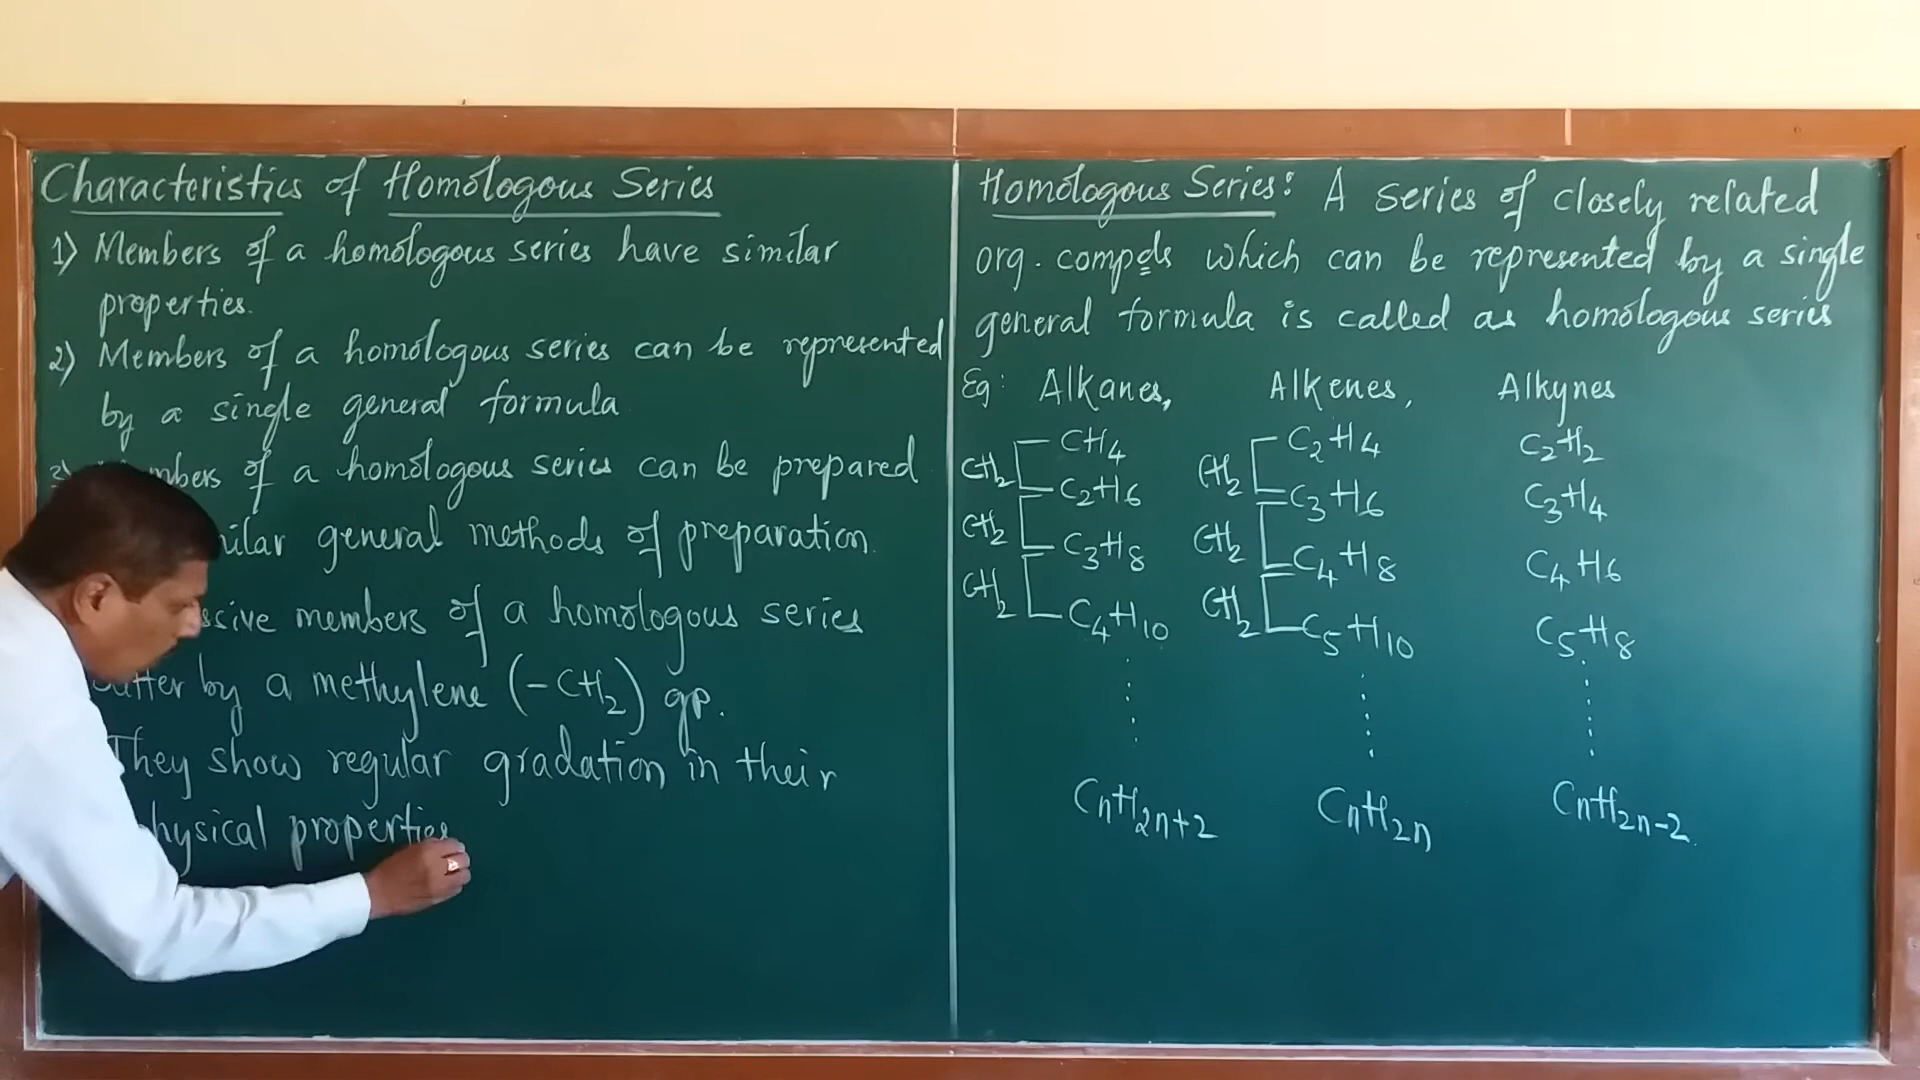 Characteristics of Homologous Series
1) Members of a homologous series have similar
properties.
2) Members of a homologous series can be represented
by a single general formula
of a homologous series can be prepared
general methods of preparation.
members of a homologous series
by a methylene (-CH₂) gp.
They show regular gradation in their
physical properties
Homologous Series: A series of closely related
org. compds which can be represented by a single
general formula is called as homologous series
Eg: Alkanes, Alkenes, Alkynes
CH₄ C₂H₄ C₂H₂
CH₂ CH₂
C₂H₆ C₃H₆ C₃H₄
CH₂ CH₂
C₃H₈ C₄H₈ C₄H₆
CH₂ CH₂
C₄H₁₀ C₅H₁₀ C₅H₈
CnH2n+2 CnH2n CnH2n-2